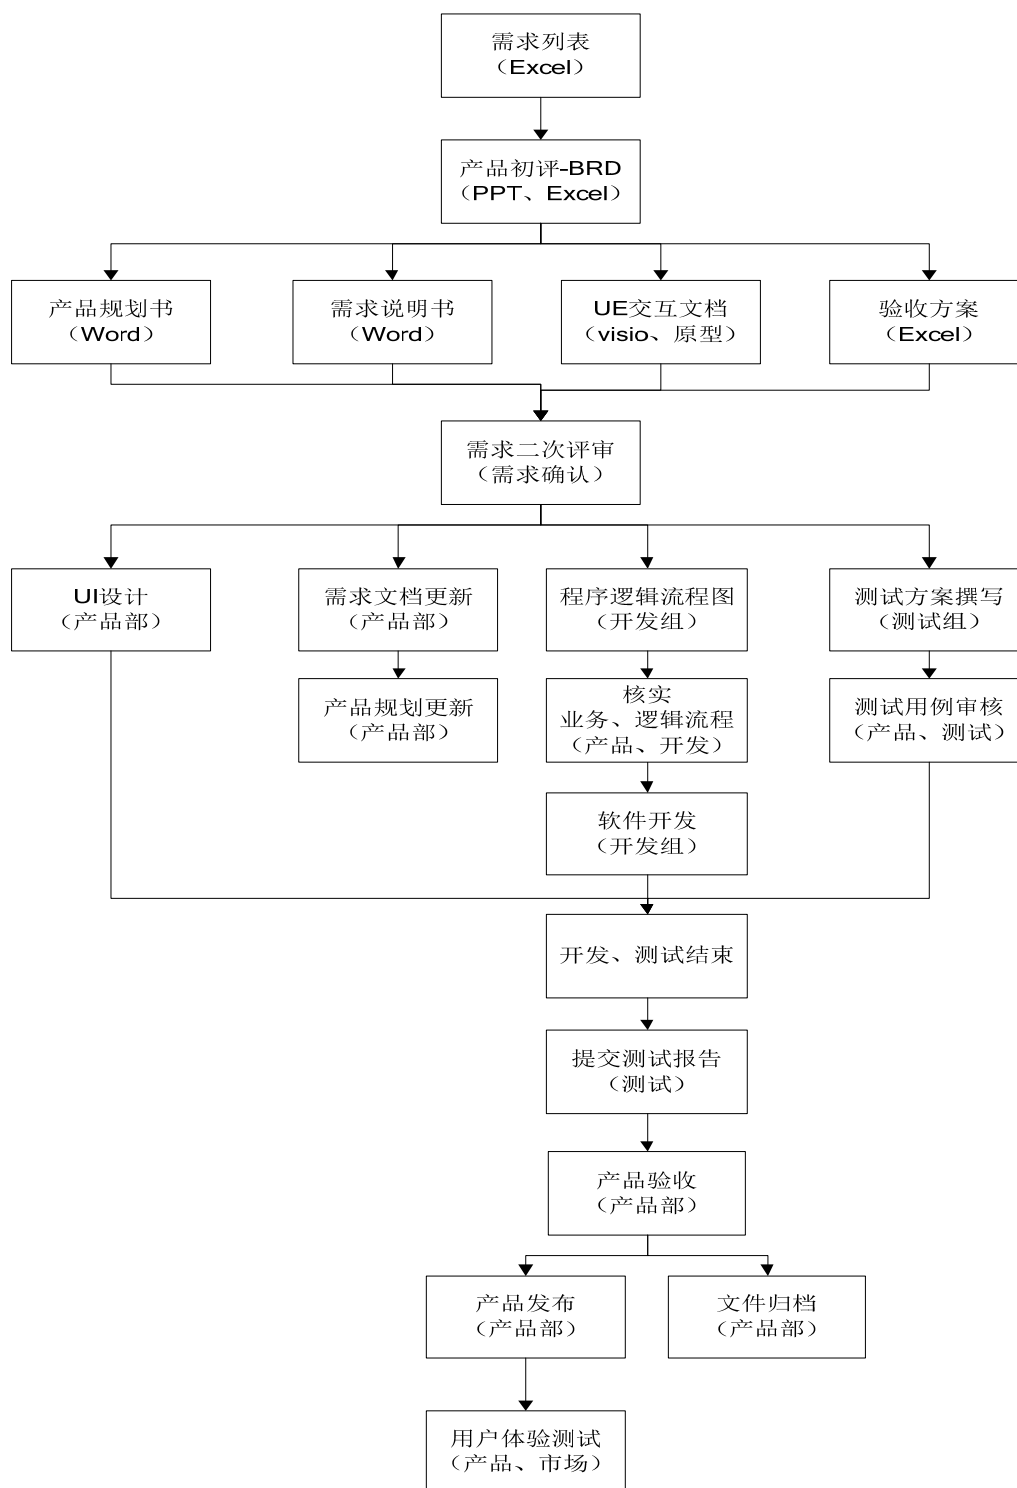 需求列表
（Excel）
产品初评-BRD
（PPT、Excel）
产品规划书
（Word）
需求说明书
（Word）
UE交互文档
（visio、原型）
验收方案
（Excel）
需求二次评审
（需求确认）
UI设计
（产品部）
需求文档更新
（产品部）
程序逻辑流程图
（开发组）
测试方案撰写
（测试组）
产品规划更新
（产品部）
核实
业务、逻辑流程
（产品、开发）
测试用例审核
（产品、测试）
软件开发
（开发组）
开发、测试结束
提交测试报告
（测试）
产品验收
（产品部）
产品发布
（产品部）
文件归档
（产品部）
用户体验测试
（产品、市场）